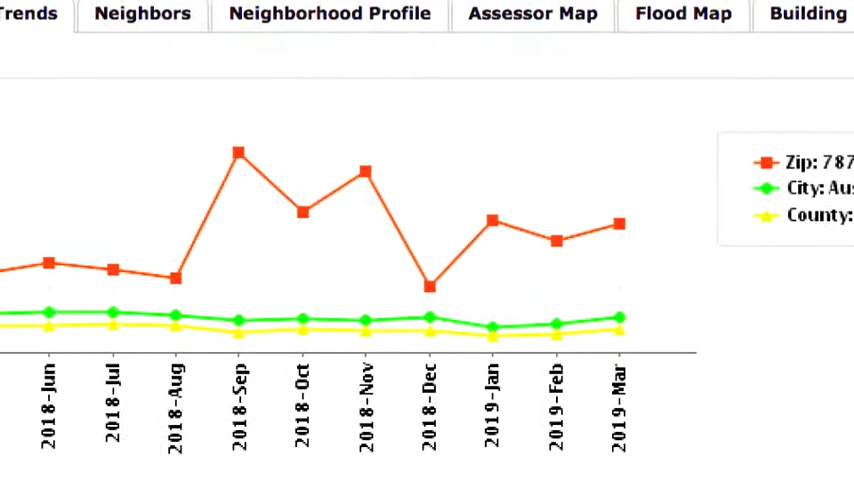 Trends Neighbors Neighborhood Profile Assessor Map Flood Map Building
Zip: 787
City: Aus
County:
2018-Jun
2018-Jul
2018-Aug
2018-Sep
2018-Oct
2018-Nov
2018-Dec
2019-Jan
2019-Feb
2019-Mar